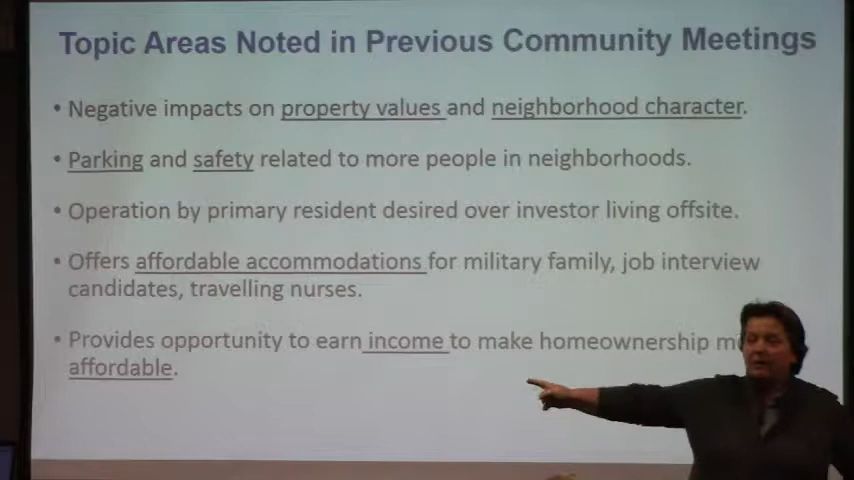 Topic Areas Noted in Previous Community Meetings
• Negative impacts on property values and neighborhood character.
• Parking and safety related to more people in neighborhoods.
• Operation by primary resident desired over investor living offsite.
• Offers affordable accommodations for military family, job interview
candidates, travelling nurses.
• Provides opportunity to earn income to make homeownership
affordable.